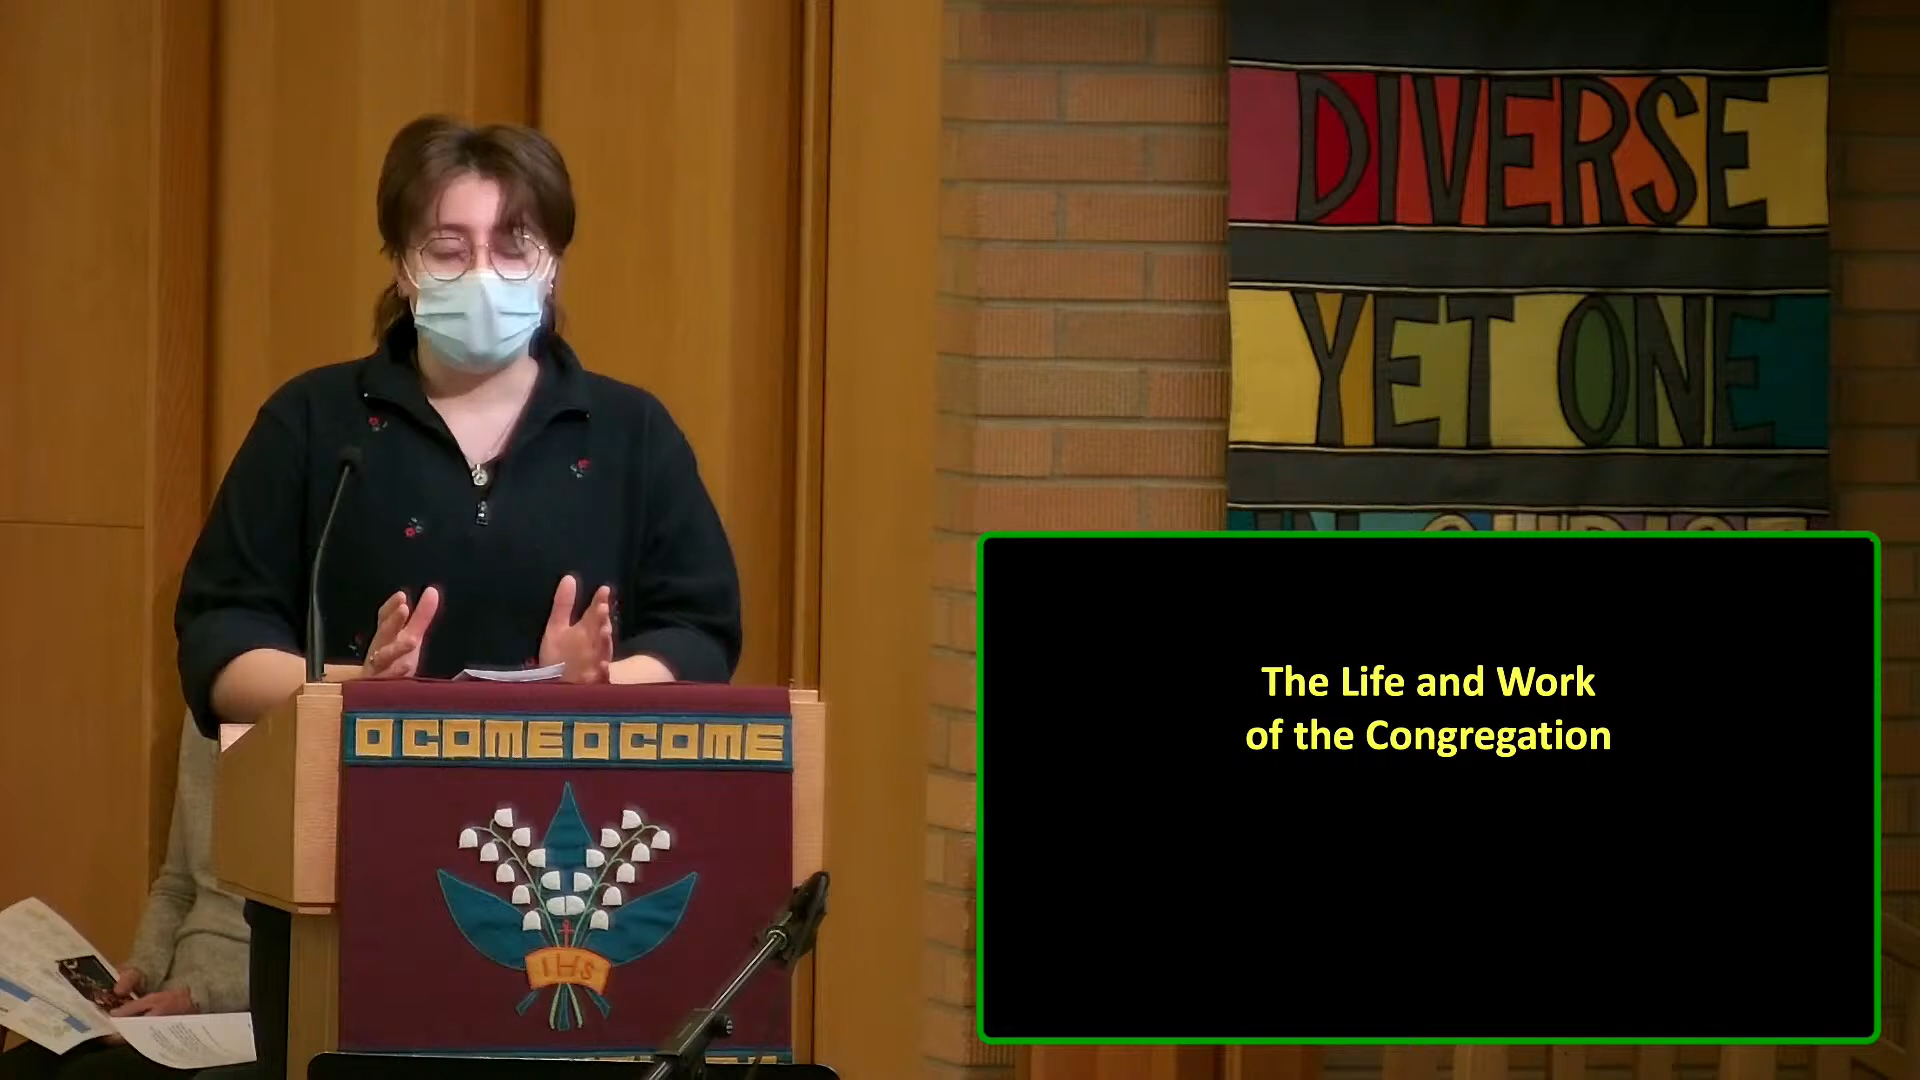 DIVERSE
YET ONE
The Life and Work
of the Congregation
O COME O COME
IHS